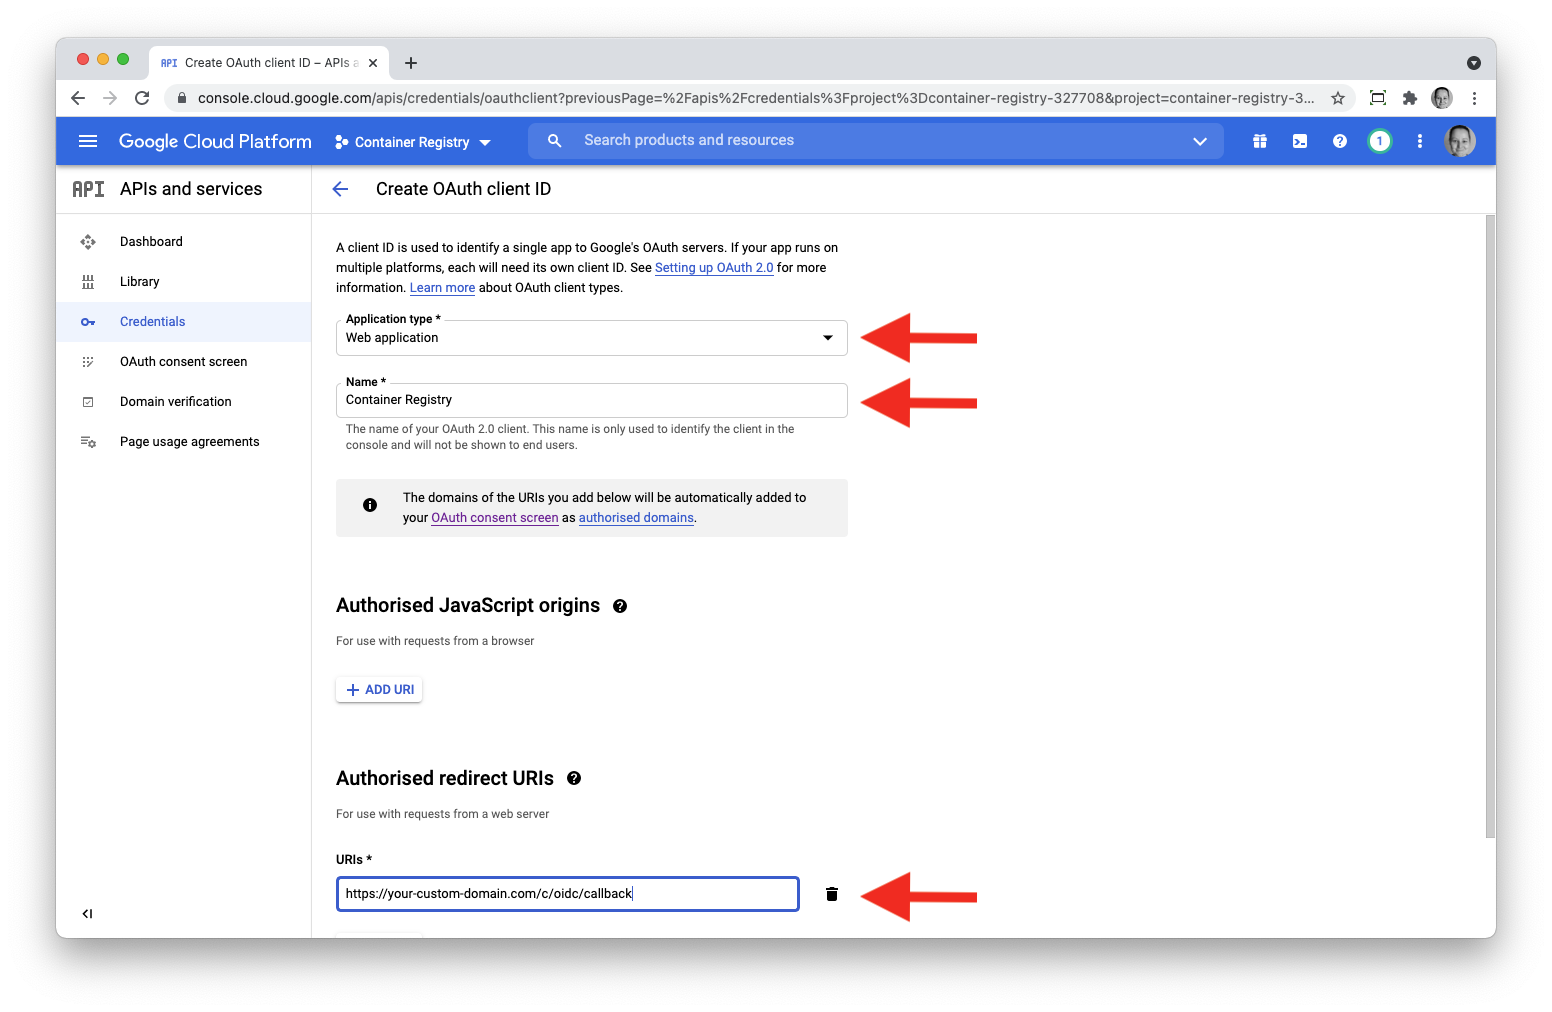 API Create OAuth client ID – APIs a
console.cloud.google.com/apis/credentials/oauthclient?previousPage=%2Fapis%2Fcredentials%3Fproject%3Dcontainer-registry-327708&project=container-registry-3...
Google Cloud Platform
Container Registry
Search products and resources
1
API APIs and services
Create OAuth client ID
Dashboard
Library
Credentials
OAuth consent screen
Domain verification
Page usage agreements
A client ID is used to identify a single app to Google's OAuth servers. If your app runs on
multiple platforms, each will need its own client ID. See Setting up OAuth 2.0 for more
information. Learn more about OAuth client types.
Application type *
Web application
Name *
Container Registry
The name of your OAuth 2.0 client. This name is only used to identify the client in the
console and will not be shown to end users.
The domains of the URIs you add below will be automatically added to
your OAuth consent screen as authorised domains.
Authorised JavaScript origins
For use with requests from a browser
ADD URI
Authorised redirect URIs
For use with requests from a web server
URIs *
https://your-custom-domain.com/c/oidc/callback